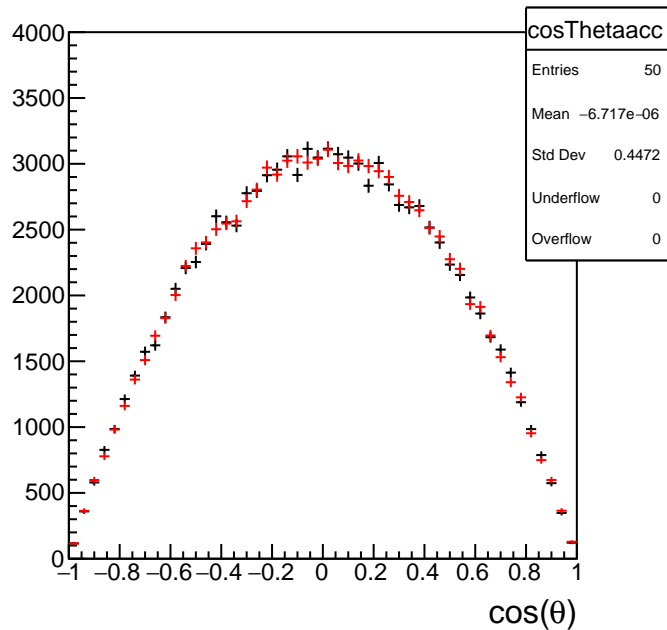 cosThetaacc
Entries 50
Mean −6.717e−06
Std Dev 0.4472
Underflow 0
Overflow 0
4000
3500
3000
2500
2000
1500
1000
500
0
−1 −0.8 −0.6 −0.4 −0.2 0 0.2 0.4 0.6 0.8 1
cos(θ)